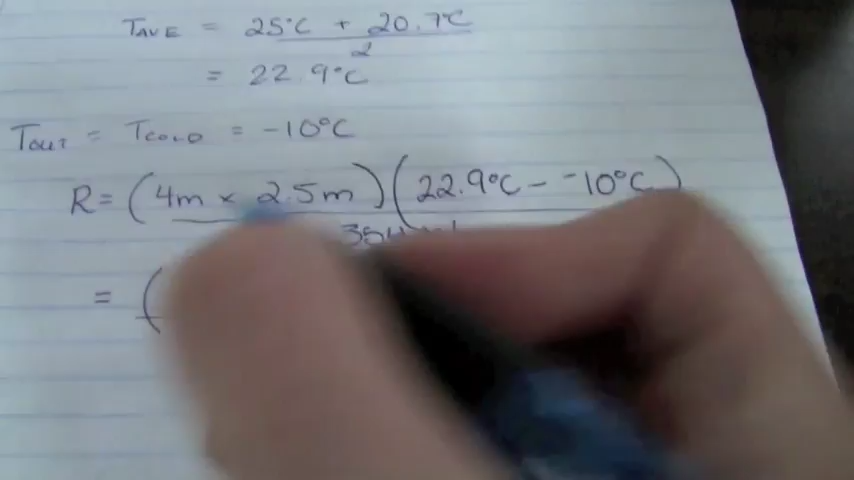 TAVE = 25°C + 20.7°C
2
= 22.9°C
TOUT = TCOLD = -10°C
R = (4m x 2.5m)(22.9°C - -10°C)
= (